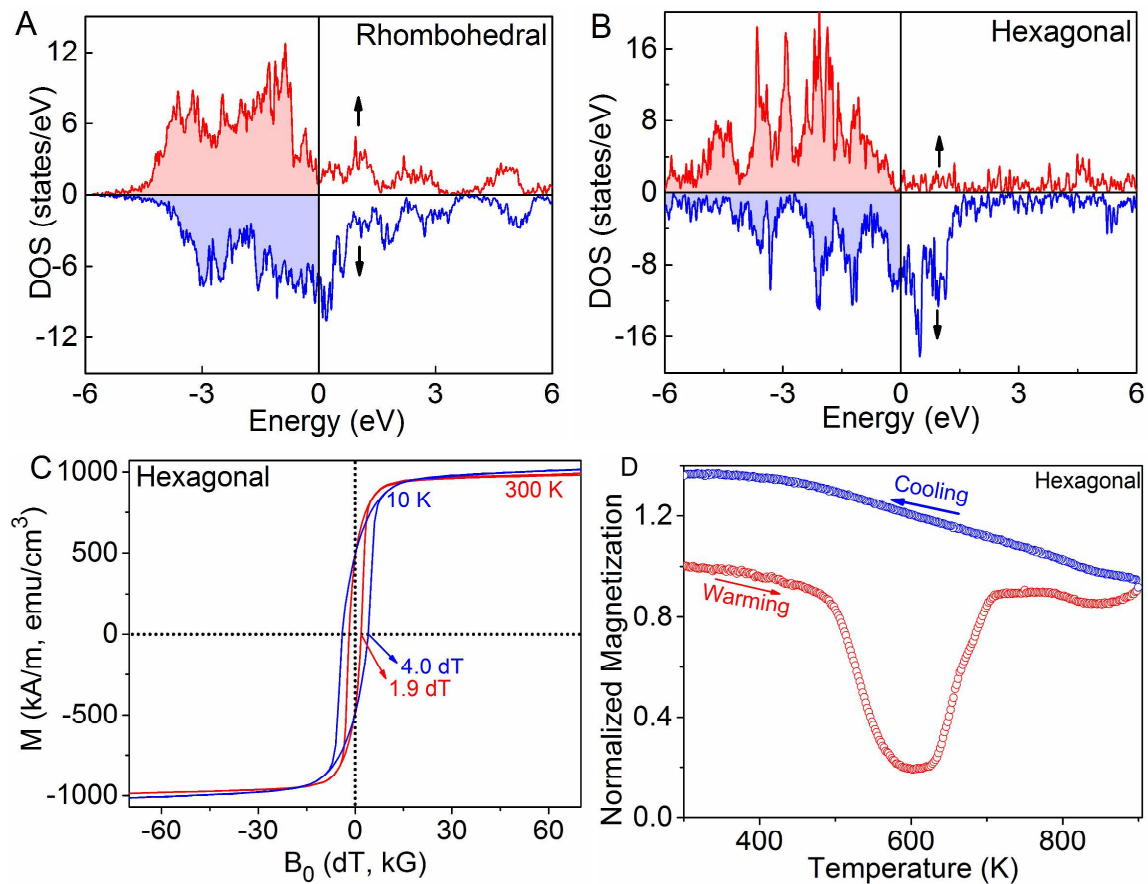 A
Rhombohedral
DOS (states/eV)
12
6
0
-6
-12
-6
-3
0
3
6
Energy (eV)
B
Hexagonal
DOS (states/eV)
16
8
0
-8
-16
-6
-3
0
3
6
Energy (eV)
C
Hexagonal
M (kA/m, emu/cm³)
1000
500
0
-500
-1000
10 K
300 K
4.0 dT
1.9 dT
-60
-30
0
30
60
B₀ (dT, kG)
D
Hexagonal
Normalized Magnetization
1.2
0.8
0.4
0.0
Cooling
Warming
400
600
800
Temperature (K)